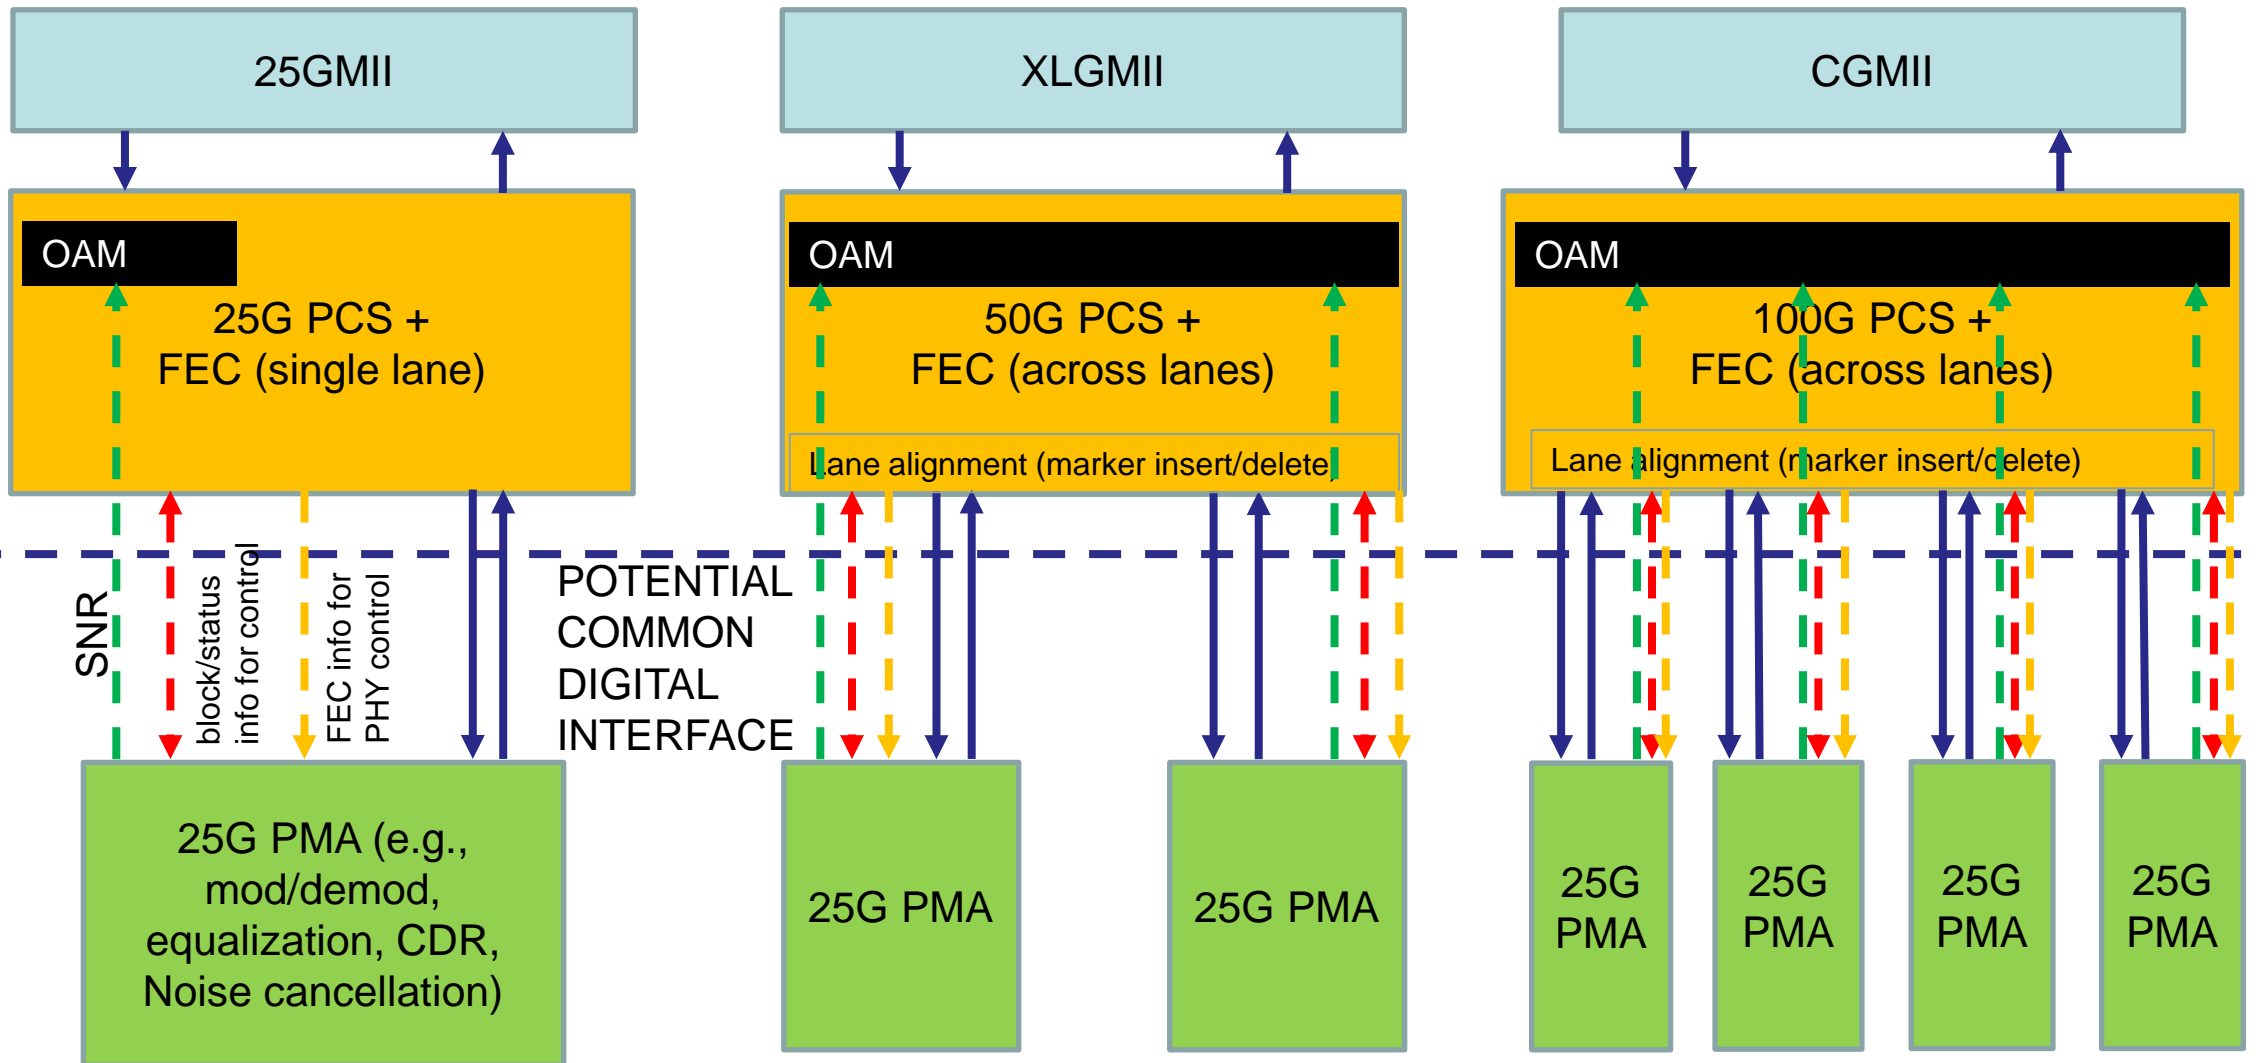 25GMII
XLGMII
CGMII
OAM
25G PCS +
FEC (single lane)
OAM
50G PCS +
FEC (across lanes)
Lane alignment (marker insert/delete)
OAM
100G PCS +
FEC (across lanes)
Lane alignment (marker insert/delete)
SNR
block/status
info for control
FEC info for
PHY control
POTENTIAL
COMMON
DIGITAL
INTERFACE
25G PMA (e.g.,
mod/demod,
equalization, CDR,
Noise cancellation)
25G PMA
25G PMA
25G
PMA
25G
PMA
25G
PMA
25G
PMA